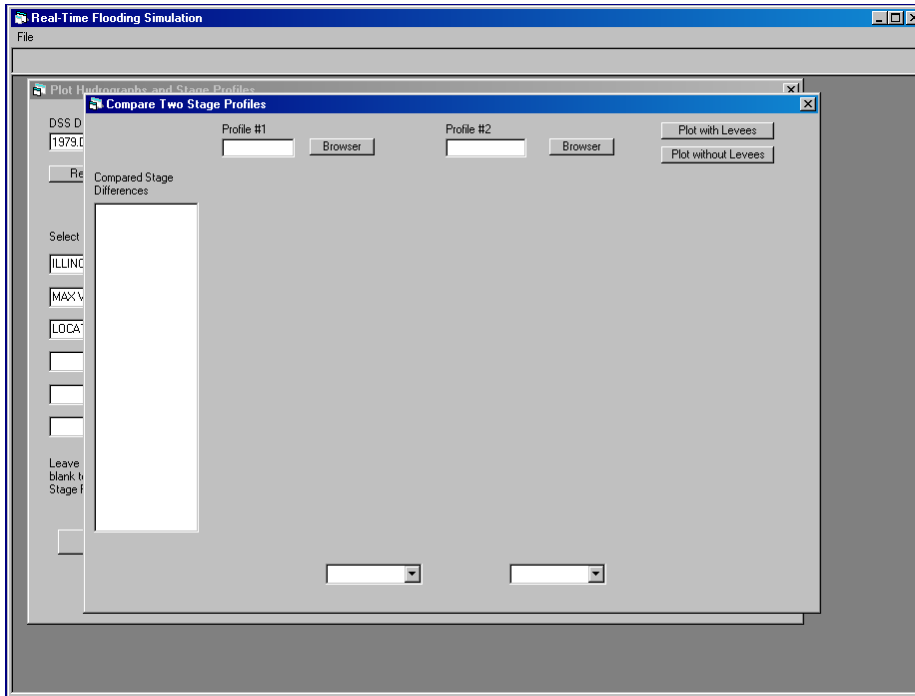 Real-Time Flooding Simulation
File
Plot Hydrographs and Stage Profiles
Compare Two Stage Profiles
DSS D
1979.D
Re
Profile #1
Browser
Profile #2
Browser
Plot with Levees
Plot without Levees
Compared Stage
Differences
Select
ILLINO
MAX V
LOCAT
Leave
blank to
Stage P